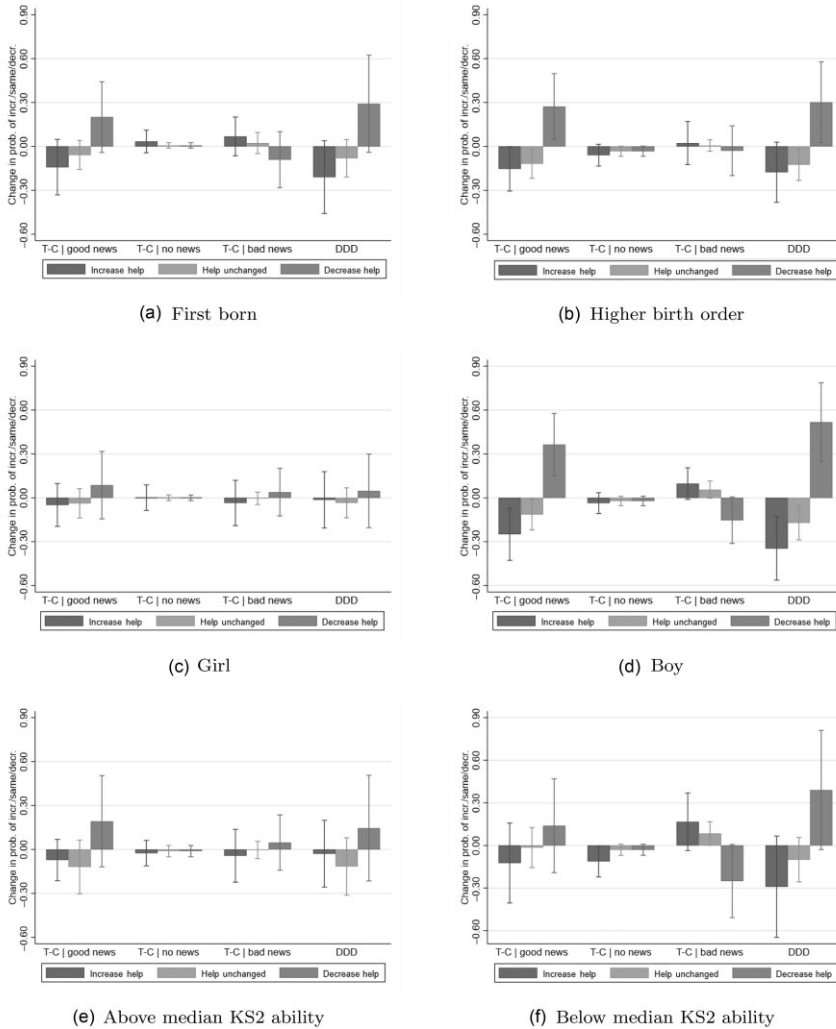 Change in prob. of incr./same/decr.
0.90
0.60
0.30
0.00
−0.30
−0.60
T-C | good news T-C | no news T-C | bad news DDD
Increase help Help unchanged Decrease help
(a) First born
Change in prob. of incr./same/decr.
0.90
0.60
0.30
0.00
−0.30
−0.60
T-C | good news T-C | no news T-C | bad news DDD
Increase help Help unchanged Decrease help
(b) Higher birth order
Change in prob. of incr./same/decr.
0.90
0.60
0.30
0.00
−0.30
−0.60
T-C | good news T-C | no news T-C | bad news DDD
Increase help Help unchanged Decrease help
(c) Girl
Change in prob. of incr./same/decr.
0.90
0.60
0.30
0.00
−0.30
−0.60
T-C | good news T-C | no news T-C | bad news DDD
Increase help Help unchanged Decrease help
(d) Boy
Change in prob. of incr./same/decr.
0.90
0.60
0.30
0.00
−0.30
−0.60
T-C | good news T-C | no news T-C | bad news DDD
Increase help Help unchanged Decrease help
(e) Above median KS2 ability
Change in prob. of incr./same/decr.
0.90
0.60
0.30
0.00
−0.30
−0.60
T-C | good news T-C | no news T-C | bad news DDD
Increase help Help unchanged Decrease help
(f) Below median KS2 ability